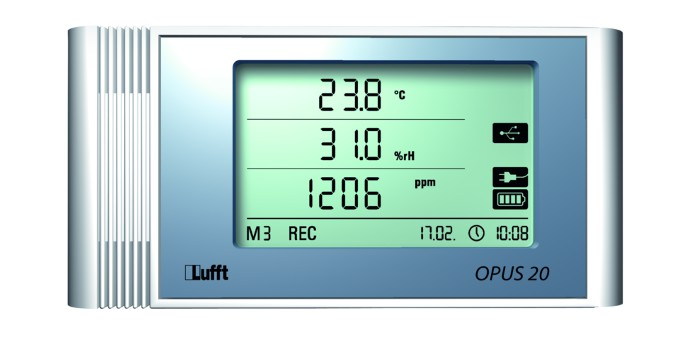 23.8 °C
31.0 %rH
1206 ppm
M3 REC 17.02. 10:08
Lufft OPUS 20